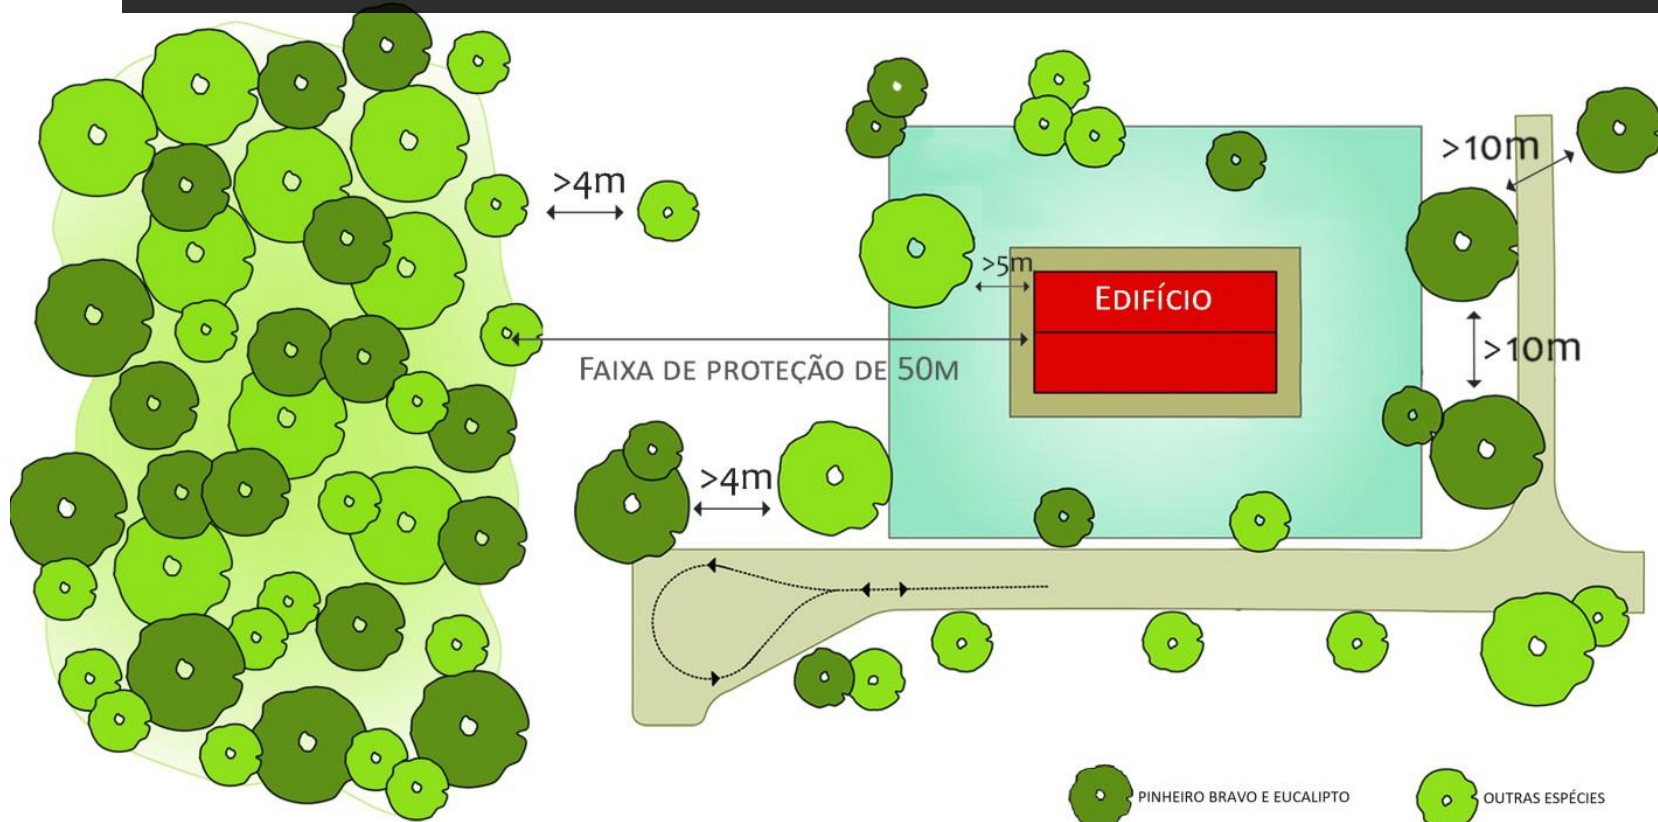 >4m
>10m
>5m
EDIFÍCIO
FAIXA DE PROTEÇÃO DE 50M
>10m
>4m
PINHEIRO BRAVO E EUCALIPTO
OUTRAS ESPÉCIES